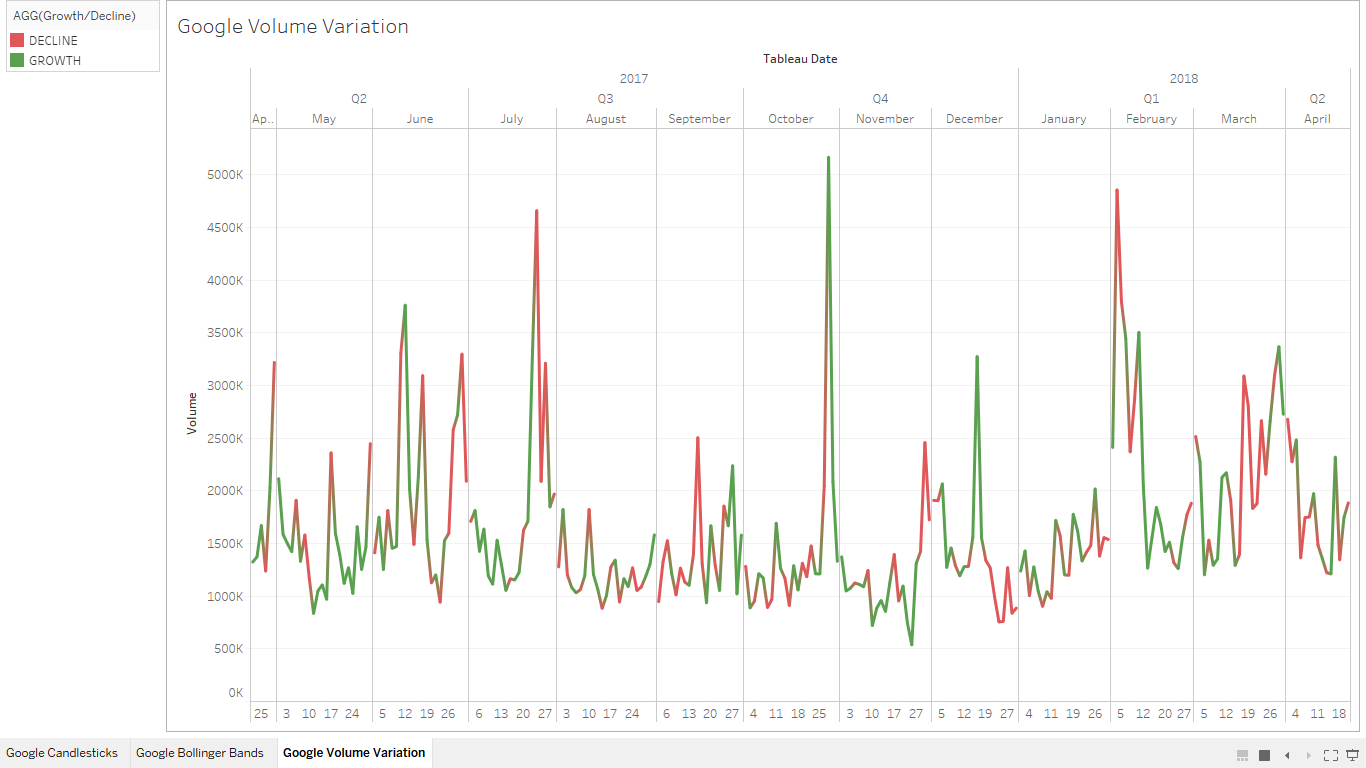 AGG(Growth/Decline)
DECLINE
GROWTH
Google Volume Variation
Tableau Date
2017 2018
Q2 Q3 Q4 Q1 Q2
Ap.. May June July August September October November December January February March April
Volume
5000K
4500K
4000K
3500K
3000K
2500K
2000K
1500K
1000K
500K
0K
25 3 10 17 24 5 12 19 26 6 13 20 27 3 10 17 24 6 13 20 27 4 11 18 25 3 10 17 27 5 12 19 27 4 11 19 26 5 12 20 27 5 12 19 26 4 11 18
Google Candlesticks Google Bollinger Bands Google Volume Variation